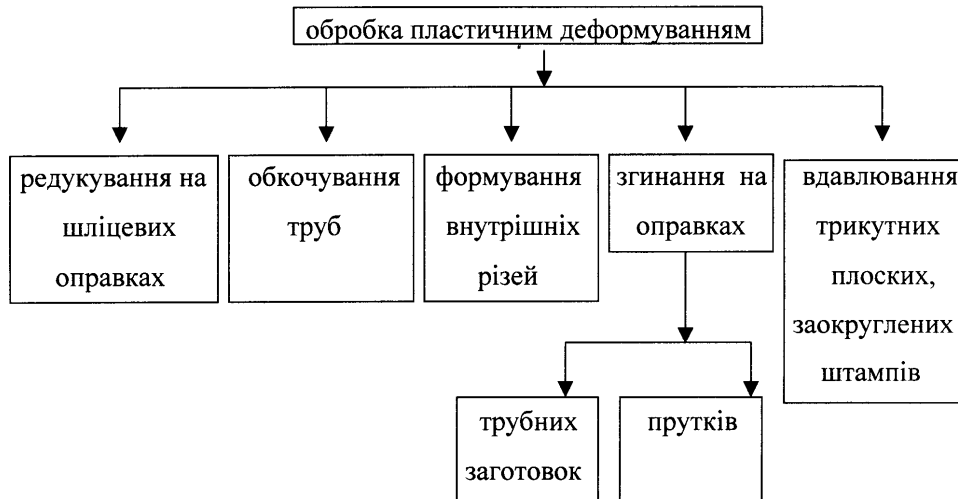 обробка пластичним деформуванням
редукування на
шліцевих
оправках
обкочування
труб
формування
внутрішніх
різей
згинання на
оправках
вдавлювання
трикутних
плоских,
заокруглених
штампів
трубних
заготовок
прутків